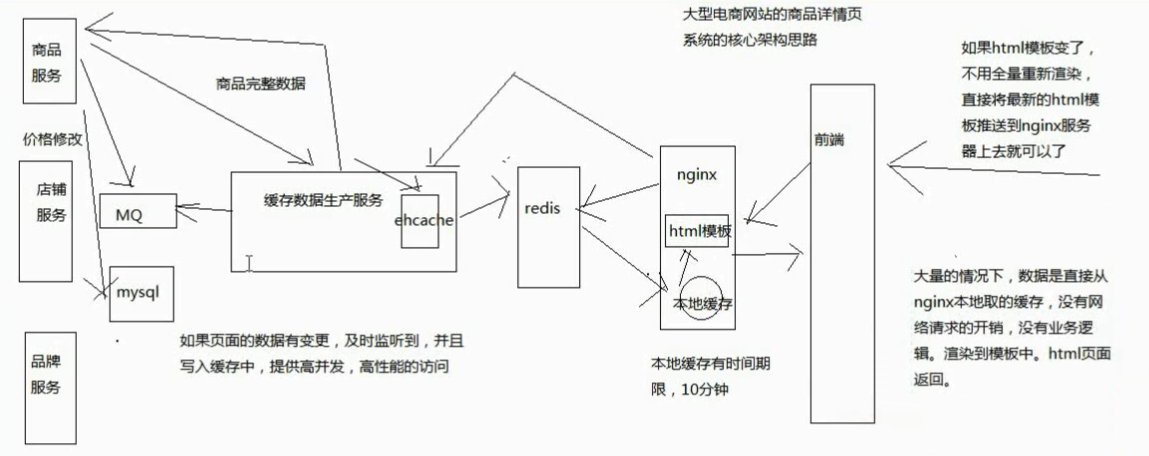 大型电商网站的商品详情页
系统的核心架构思路
商品
服务
商品完整数据
如果html模板变了，
不用全量重新渲染，
直接将最新的html模
板推送到nginx服务
器上去就可以了
价格修改
前端
店铺
服务
MQ
缓存数据生产服务
ehcache
redis
nginx
html模板
mysql
本地缓存
大量的情况下，数据是直接从
nginx本地取的缓存，没有网
络请求的开销，没有业务逻
辑。渲染到模板中。html页面
返回。
如果页面的数据有变更，及时监听到，并且
写入缓存中，提供高并发，高性能的访问
本地缓存有时间期
限，10分钟
品牌
服务